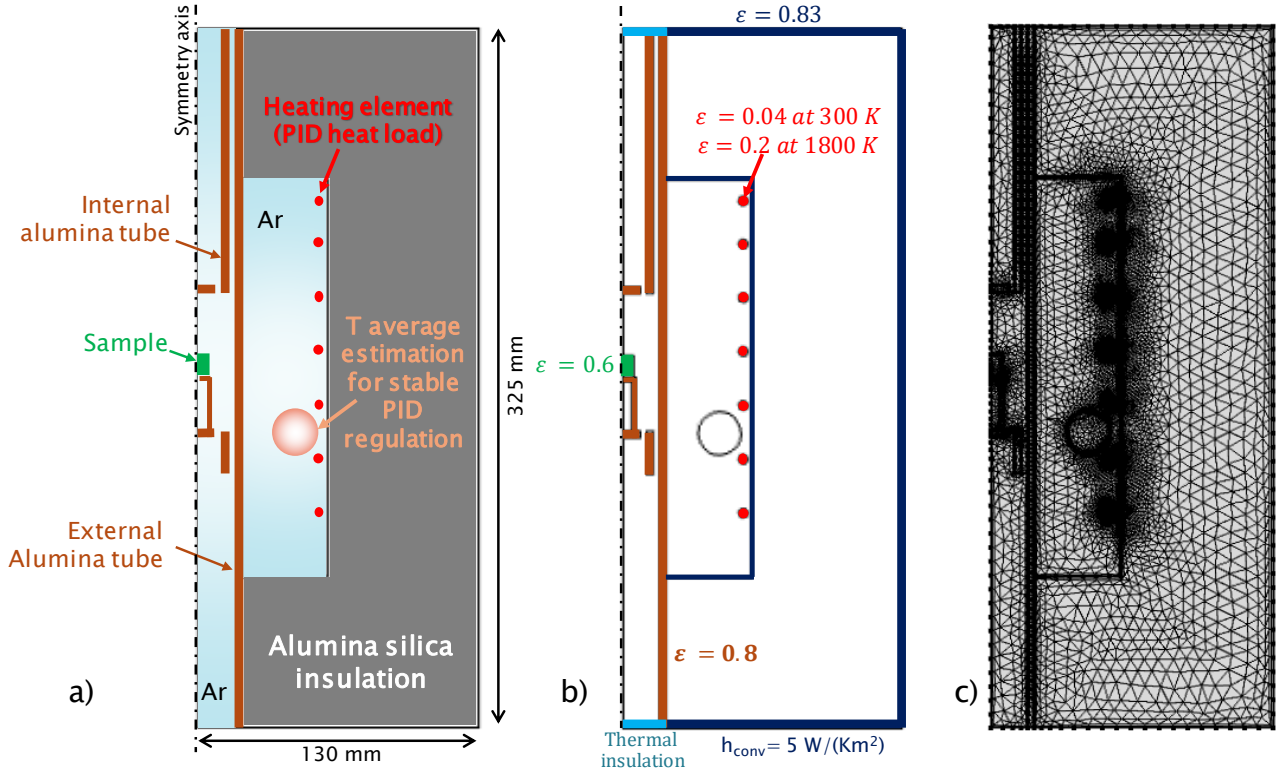 Symmetry axis
Heating element
(PID heat load)
Internal
alumina tube
Ar
Sample
T average
estimation
for stable
PID
regulation
External
Alumina tube
Alumina silica
insulation
a)
Ar
130 mm
325 mm
ε = 0.83
ε = 0.04 at 300 K
ε = 0.2 at 1800 K
ε = 0.6
ε = 0.8
b)
Thermal
insulation
h_conv= 5 W/(Km²)
c)